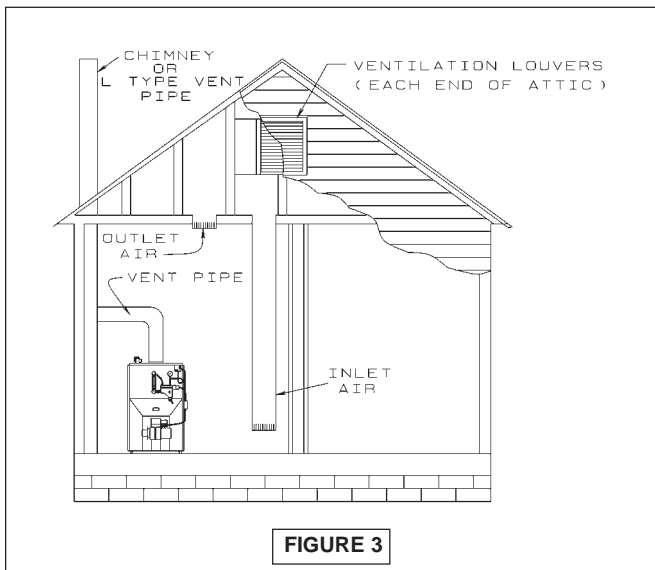 CHIMNEY
OR
L TYPE VENT
PIPE
VENTILATION LOUVERS
(EACH END OF ATTIC)
OUTLET
AIR
VENT PIPE
INLET
AIR
FIGURE 3